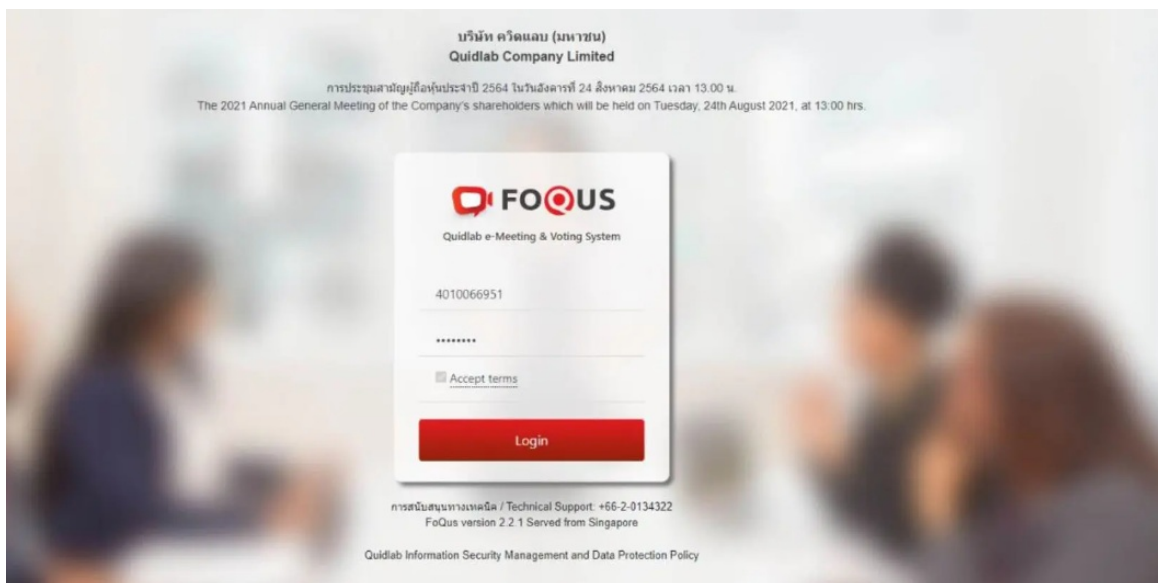 บริษัท ควิดแลบ (มหาชน)
Quidlab Company Limited
การประชุมสามัญผู้ถือหุ้นประจำปี 2564 ในวันอังคารที่ 24 สิงหาคม 2564 เวลา 13.00 น.
The 2021 Annual General Meeting of the Company's shareholders which will be held on Tuesday, 24th August 2021, at 13:00 hrs.
FOQUS
Quidlab e-Meeting & Voting System
4010066951
••••••••
Accept terms
Login
การสนับสนุนทางเทคนิค / Technical Support: +66-2-0134322
FoQus version 2.2.1 Served from Singapore
Quidlab Information Security Management and Data Protection Policy